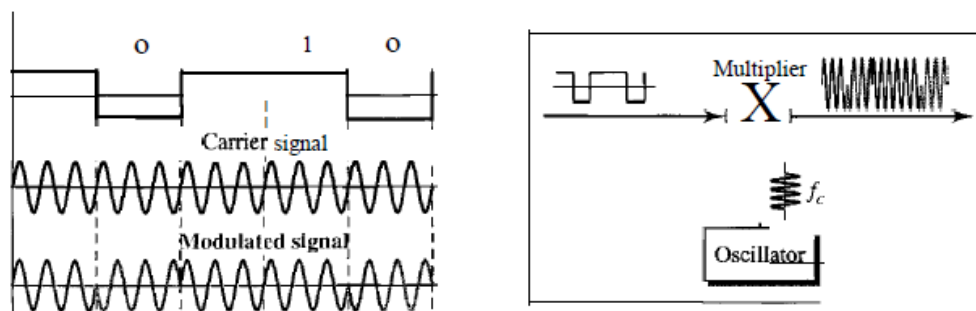 0 1 0
Carrier signal
Modulated signal
Multiplier
X
fc
Oscillator